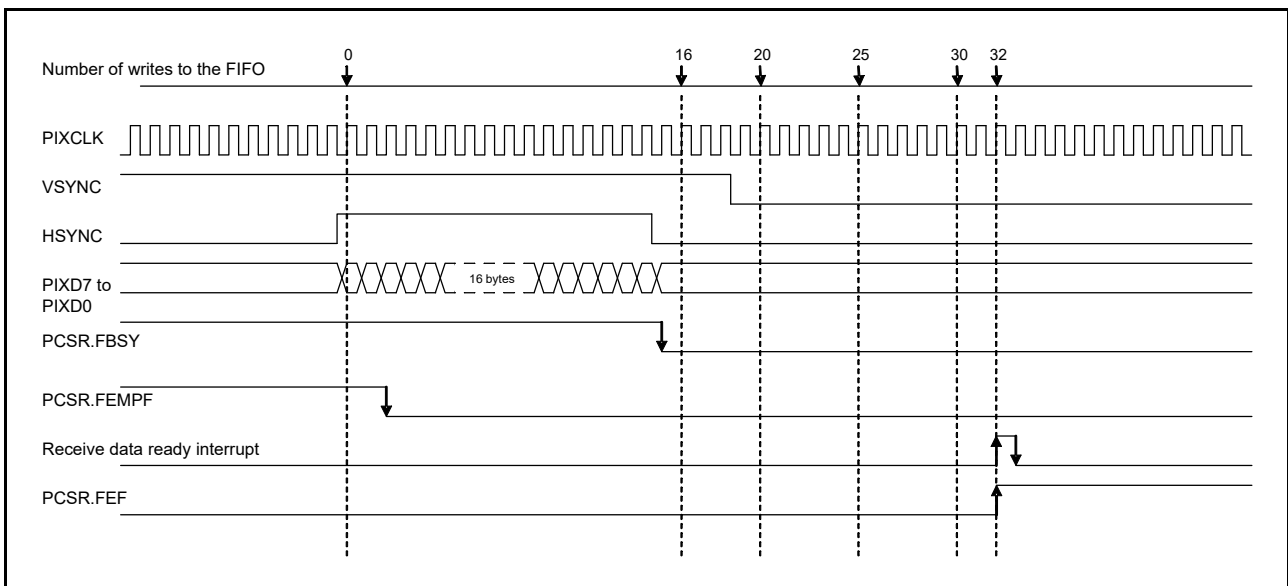 0 16 20 25 30 32
Number of writes to the FIFO
PIXCLK
VSYNC
HSYNC
PIXD7 to
PIXD0
16 bytes
PCSR.FBSY
PCSR.FEMPF
Receive data ready interrupt
PCSR.FEF